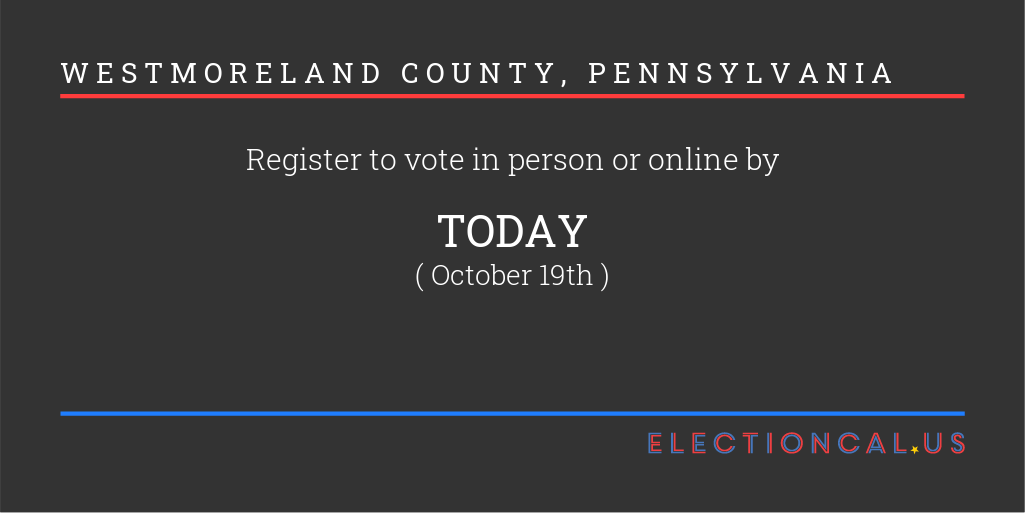 WESTMORELAND COUNTY, PENNSYLVANIA
Register to vote in person or online by
TODAY
( October 19th )
ELECTIONCAL.US